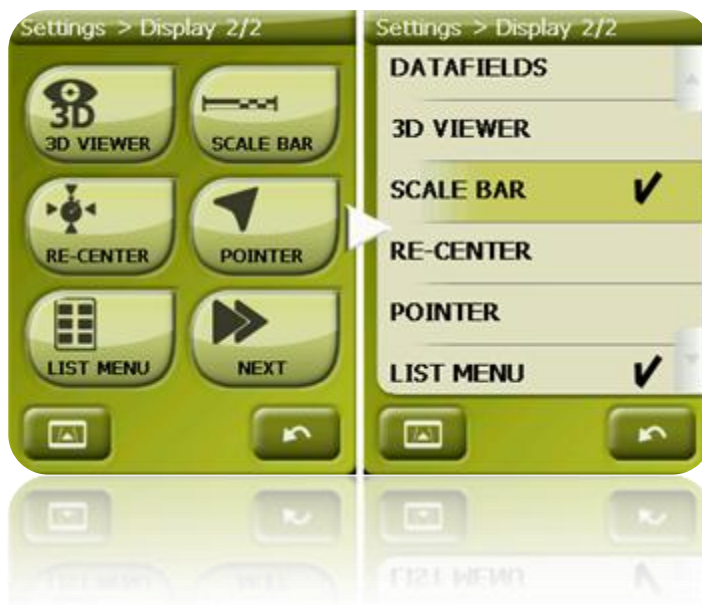 Settings > Display 2/2
3D
3D VIEWER
SCALE BAR
RE-CENTER
POINTER
LIST MENU
NEXT
Settings > Display 2/2
DATAFIELDS
3D VIEWER
SCALE BAR
RE-CENTER
POINTER
LIST MENU